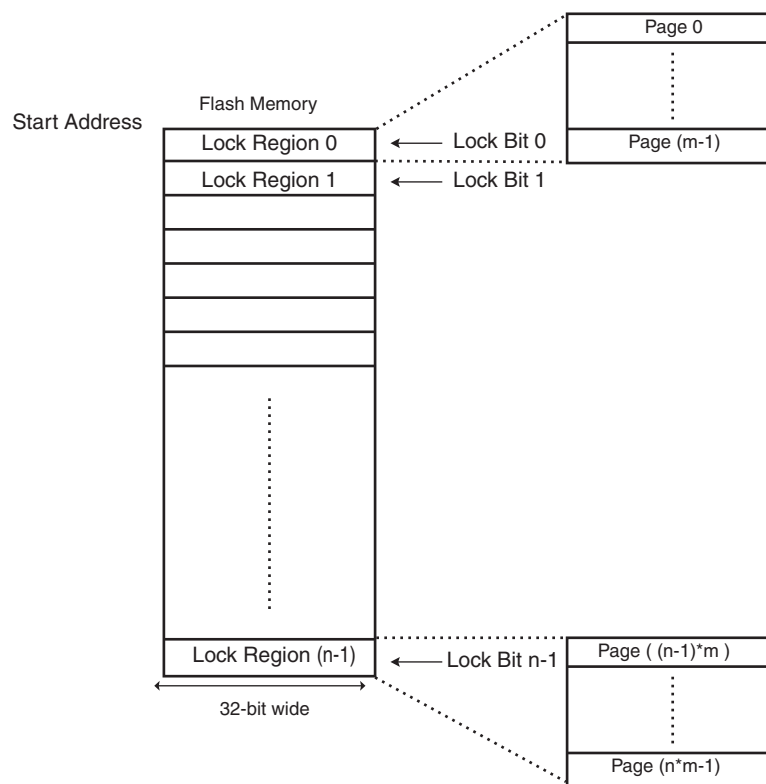 Page 0
Flash Memory
Start Address
Lock Region 0
Lock Bit 0
Page (m-1)
Lock Region 1
Lock Bit 1
Lock Region (n-1)
Lock Bit n-1
Page ( (n-1)*m )
32-bit wide
Page (n*m-1)